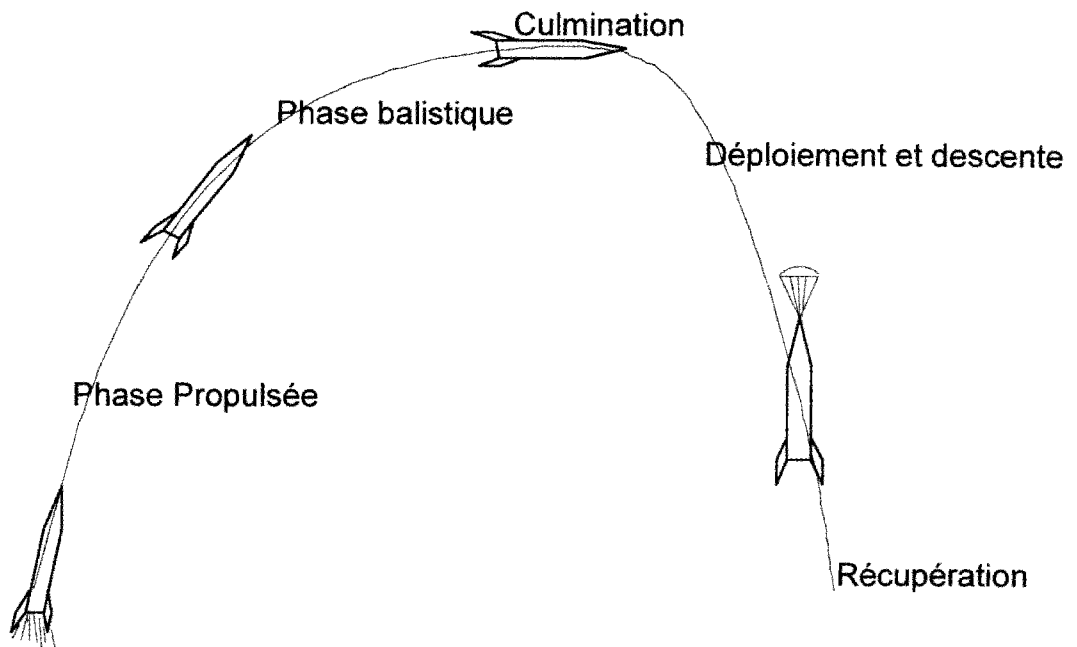 Culmination
Phase balistique
Déploiement et descente
Phase Propulsée
Récupération